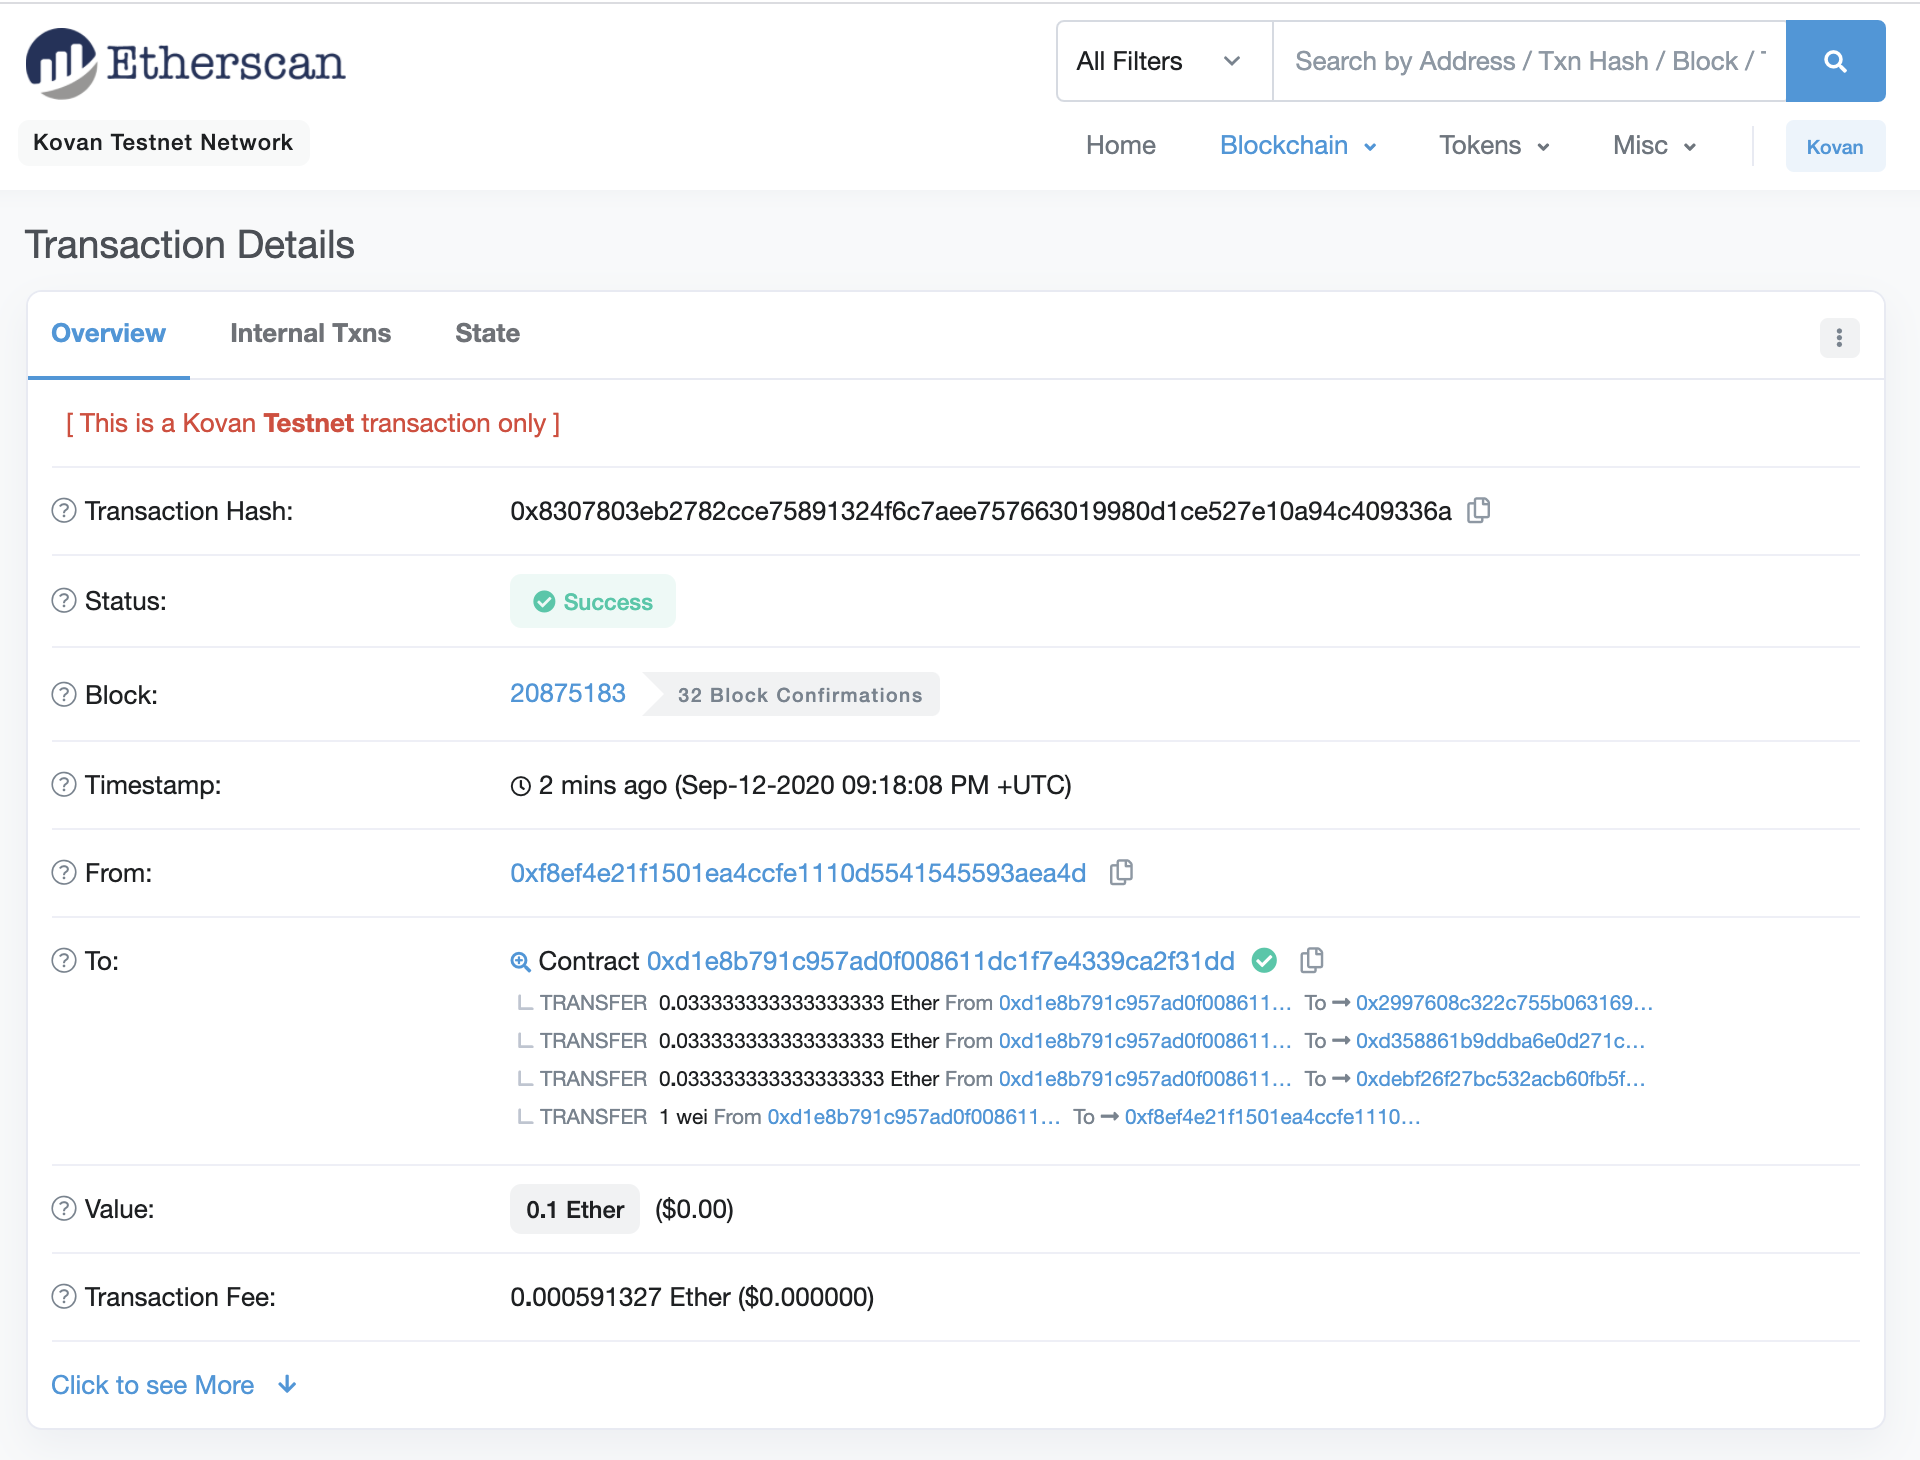 Etherscan
All Filters
Search by Address / Txn Hash / Block /
Kovan Testnet Network
Home Blockchain Tokens Misc Kovan
Transaction Details
Overview Internal Txns State
[ This is a Kovan Testnet transaction only ]
Transaction Hash: 0x8307803eb2782cce75891324f6c7aee757663019980d1ce527e10a94c409336a
Status: Success
Block: 20875183 32 Block Confirmations
Timestamp: 2 mins ago (Sep-12-2020 09:18:08 PM +UTC)
From: 0xf8ef4e21f1501ea4ccfe1110d5541545593aea4d
To: Contract 0xd1e8b791c957ad0f008611dc1f7e4339ca2f31dd
TRANSFER 0.033333333333333333 Ether From 0xd1e8b791c957ad0f008611... To → 0x2997608c322c755b063169...
TRANSFER 0.033333333333333333 Ether From 0xd1e8b791c957ad0f008611... To → 0xd358861b9ddba6e0d271c...
TRANSFER 0.033333333333333333 Ether From 0xd1e8b791c957ad0f008611... To → 0xdebf26f27bc532acb60fb5f...
TRANSFER 1 wei From 0xd1e8b791c957ad0f008611... To → 0xf8ef4e21f1501ea4ccfe1110...
Value: 0.1 Ether ($0.00)
Transaction Fee: 0.000591327 Ether ($0.000000)
Click to see More